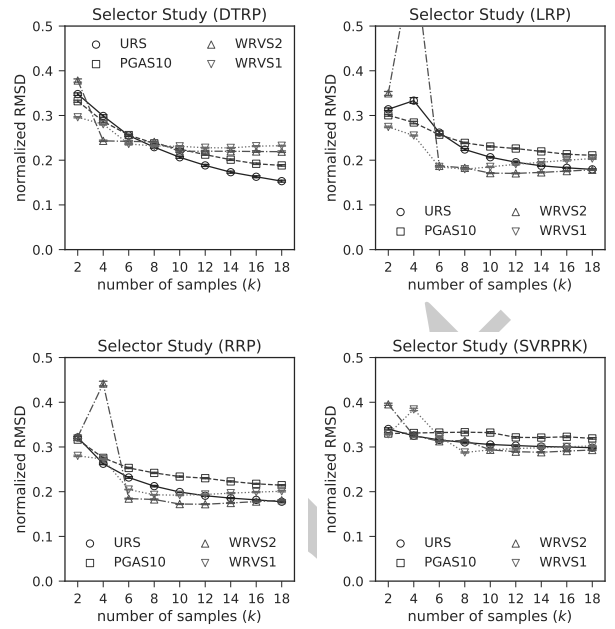 Selector Study (DTRP)
0.5
0.4
0.3
0.2
0.1
0.0
normalized RMSD
URS
PGAS10
WRVS2
WRVS1
2 4 6 8 10 12 14 16 18
number of samples (k)
Selector Study (LRP)
0.5
0.4
0.3
0.2
0.1
0.0
normalized RMSD
URS
PGAS10
WRVS2
WRVS1
2 4 6 8 10 12 14 16 18
number of samples (k)
Selector Study (RRP)
0.5
0.4
0.3
0.2
0.1
0.0
normalized RMSD
URS
PGAS10
WRVS2
WRVS1
2 4 6 8 10 12 14 16 18
number of samples (k)
Selector Study (SVRPRK)
0.5
0.4
0.3
0.2
0.1
0.0
normalized RMSD
URS
PGAS10
WRVS2
WRVS1
2 4 6 8 10 12 14 16 18
number of samples (k)